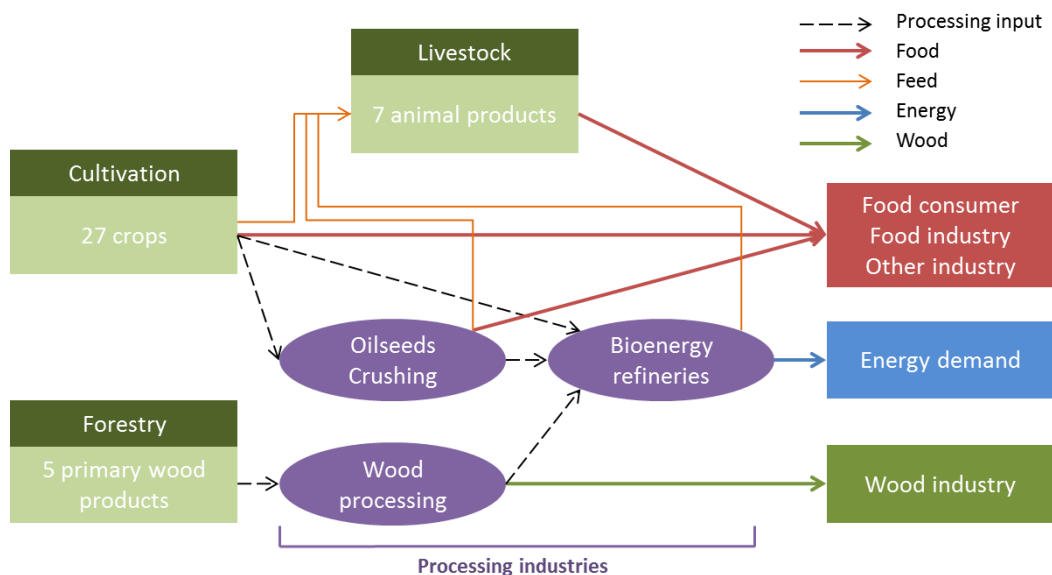 Processing input
Food
Feed
Energy
Wood
Livestock
7 animal products
Cultivation
27 crops
Food consumer
Food industry
Other industry
Oilseeds
Crushing
Bioenergy
refineries
Energy demand
Forestry
5 primary wood
products
Wood
processing
Wood industry
Processing industries